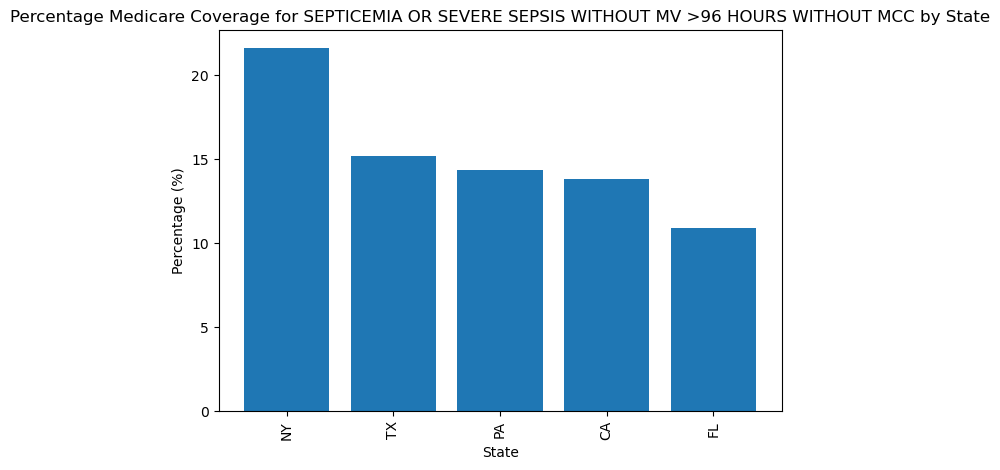 Percentage Medicare Coverage for SEPTICEMIA OR SEVERE SEPSIS WITHOUT MV >96 HOURS WITHOUT MCC by State
Percentage (%)
20
15
10
5
0
NY
TX
PA
CA
FL
State